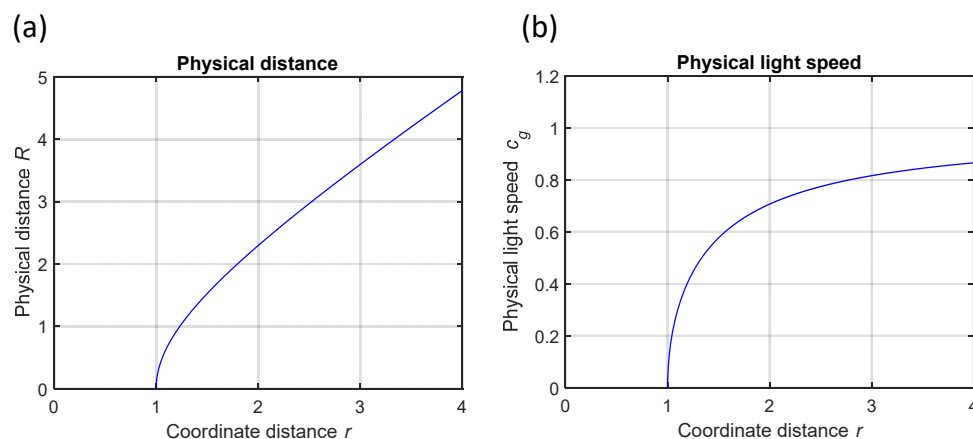 (a)
Physical distance
Physical distance R
5
4
3
2
1
0
0 1 2 3 4
Coordinate distance r
(b)
Physical light speed
Physical light speed c_g
1.2
1
0.8
0.6
0.4
0.2
0
0 1 2 3 4
Coordinate distance r